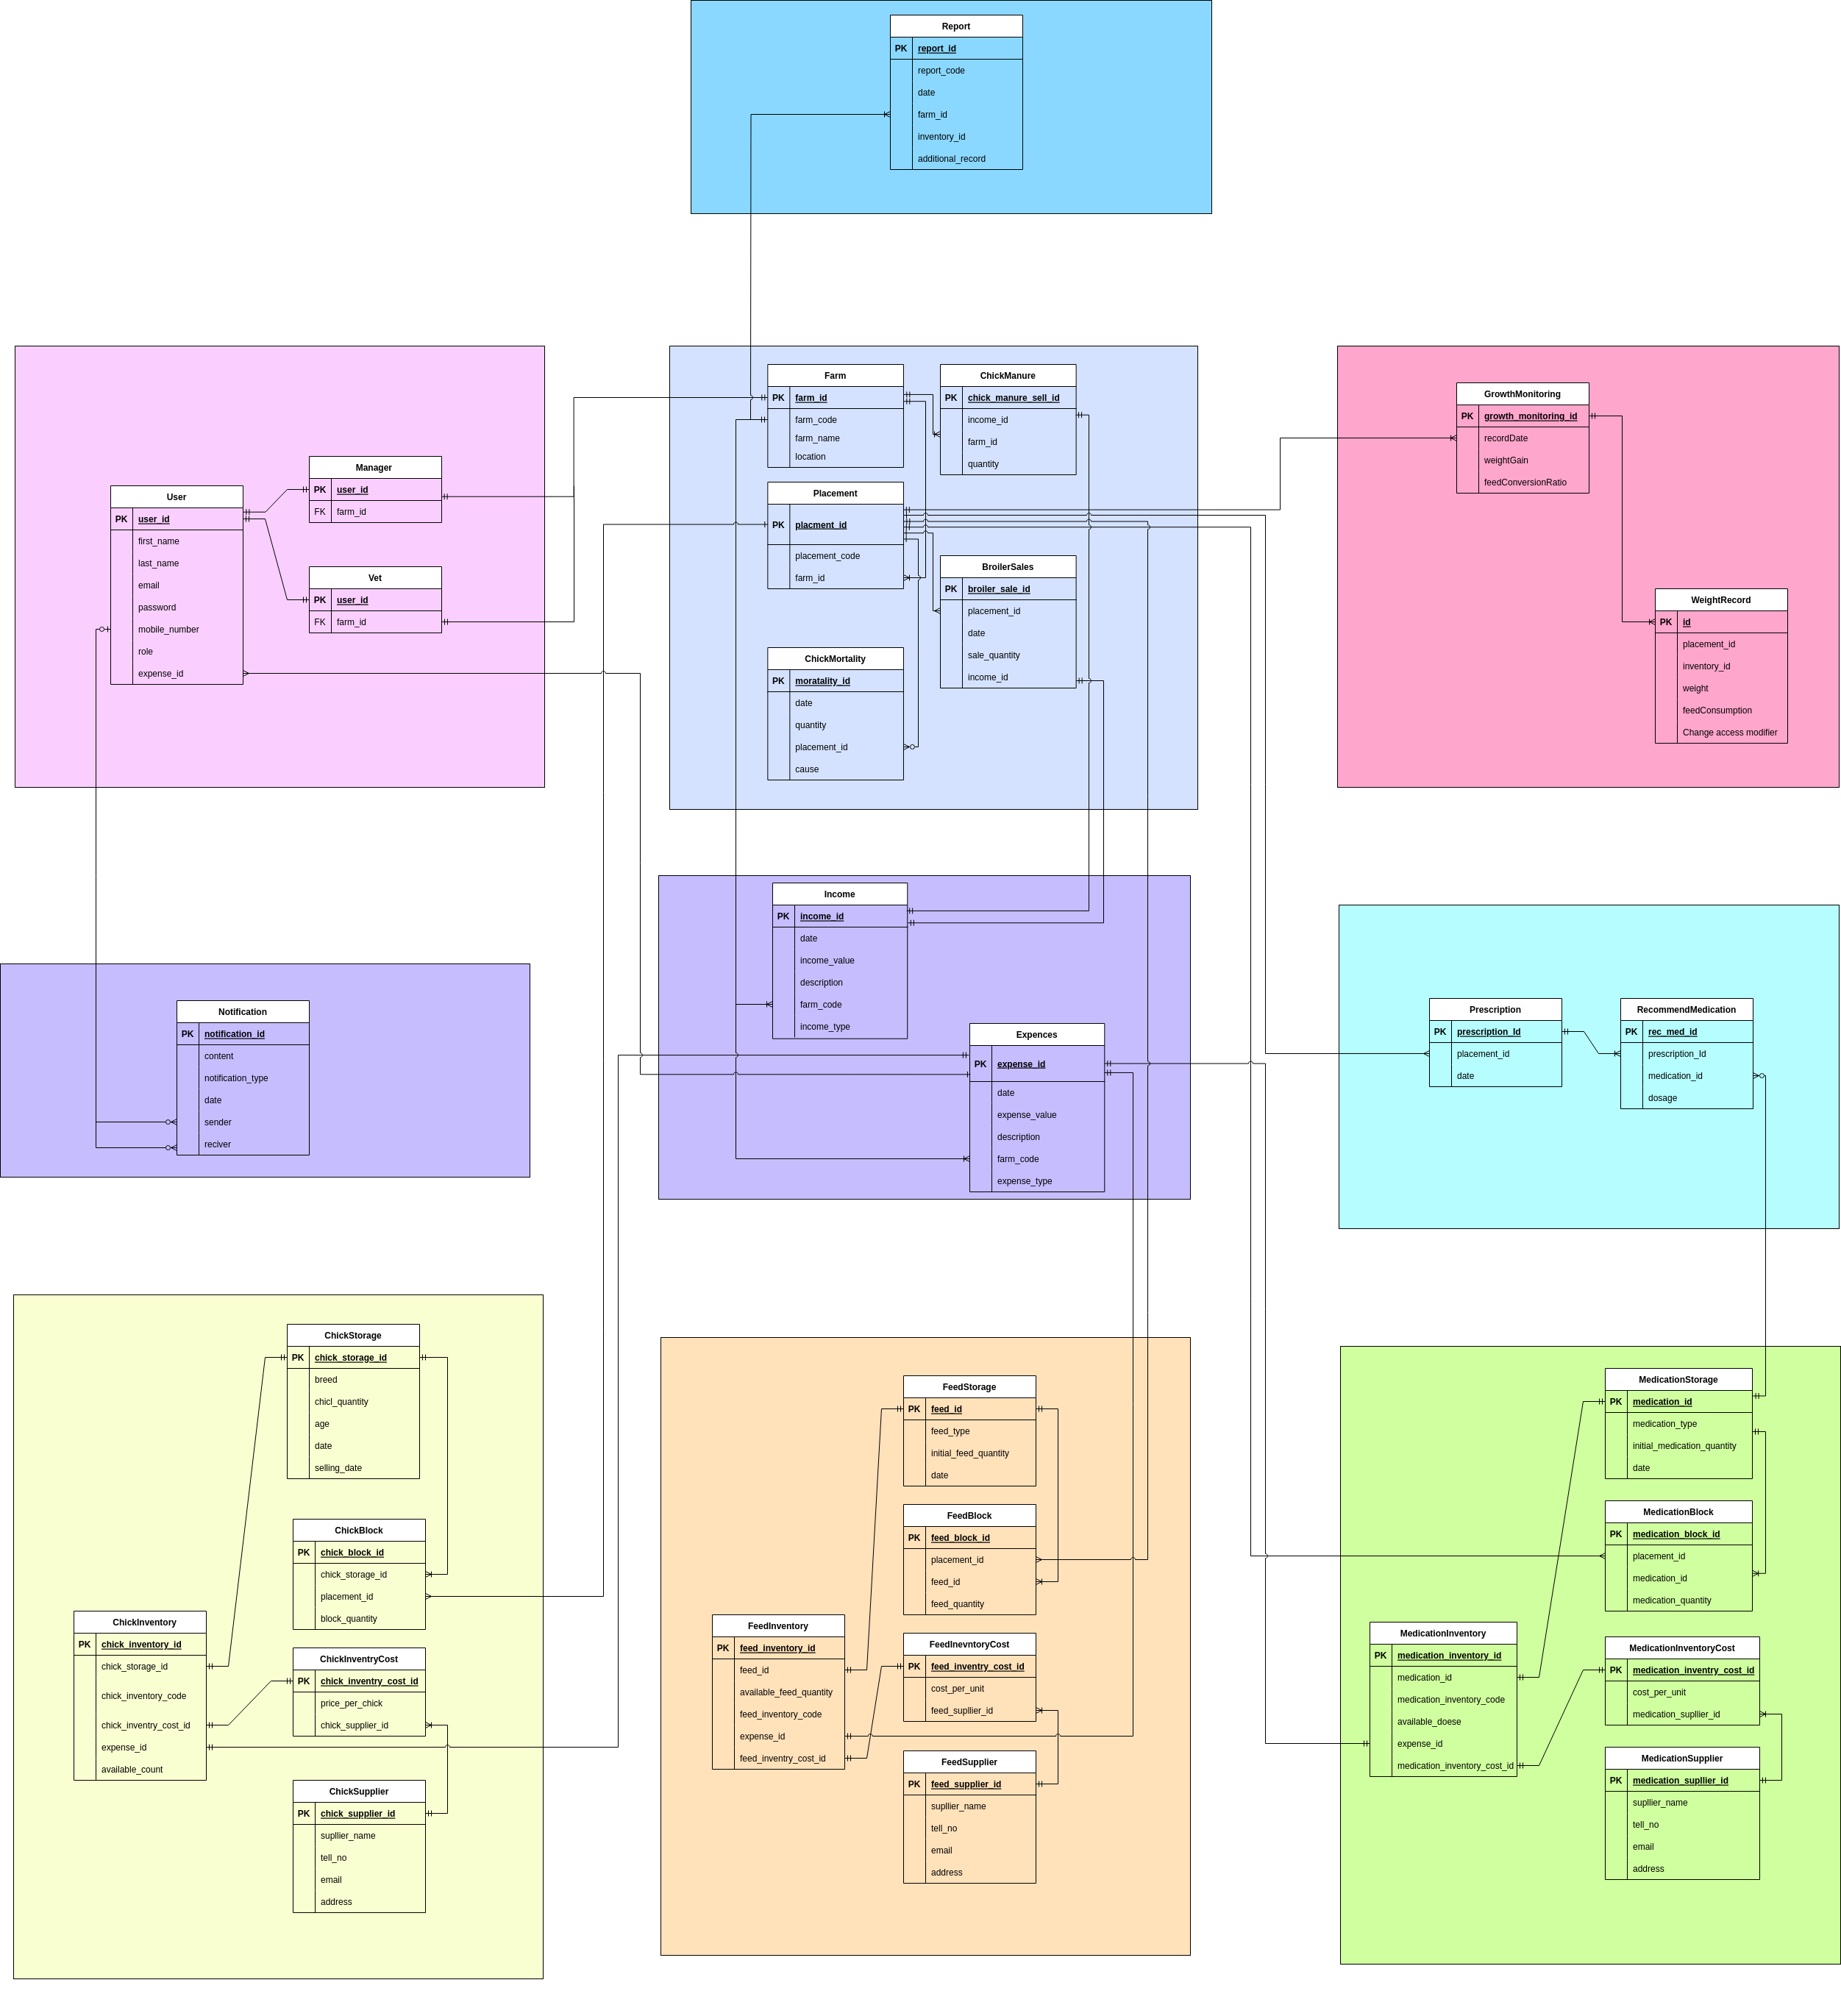 Report
PK report_id
report_code
date
farm_id
inventory_id
additional_record
User
PK user_id
first_name
last_name
email
password
mobile_number
role
expense_id
Manager
PK user_id
FK farm_id
Vet
PK user_id
FK farm_id
Farm
PK farm_id
farm_code
farm_name
location
ChickManure
PK chick_manure_sell_id
income_id
farm_id
quantity
Placement
PK placment_id
placement_code
farm_id
BroilerSales
PK broiler_sale_id
placement_id
date
sale_quantity
income_id
ChickMortality
PK moratality_id
date
quantity
placement_id
cause
GrowthMonitoring
PK growth_monitoring_id
recordDate
weightGain
feedConversionRatio
WeightRecord
PK id
placement_id
inventory_id
weight
feedConsumption
Change access modifier
Notification
PK notification_id
content
notification_type
date
sender
reciver
Income
PK income_id
date
income_value
description
farm_code
income_type
Expences
PK expense_id
date
expense_value
description
farm_code
expense_type
Prescription
PK prescription_Id
placement_id
date
RecommendMedication
PK rec_med_id
prescription_Id
medication_id
dosage
ChickStorage
PK chick_storage_id
breed
chicl_quantity
age
date
selling_date
ChickBlock
PK chick_block_id
chick_storage_id
placement_id
block_quantity
ChickInventory
PK chick_inventory_id
chick_storage_id
chick_inventory_code
chick_inventry_cost_id
expense_id
available_count
ChickInventryCost
PK chick_inventry_cost_id
price_per_chick
chick_supplier_id
ChickSupplier
PK chick_supplier_id
supllier_name
tell_no
email
address
FeedStorage
PK feed_id
feed_type
initial_feed_quantity
date
FeedBlock
PK feed_block_id
placement_id
feed_id
feed_quantity
FeedInventory
PK feed_inventory_id
feed_id
available_feed_quantity
feed_inventory_code
expense_id
feed_inventry_cost_id
FeedInevntoryCost
PK feed_inventry_cost_id
cost_per_unit
feed_supllier_id
FeedSupplier
PK feed_supplier_id
supllier_name
tell_no
email
address
MedicationStorage
PK medication_id
medication_type
initial_medication_quantity
date
MedicationBlock
PK medication_block_id
placement_id
medication_id
medication_quantity
MedicationInventory
PK medication_inventory_id
medication_id
medication_inventory_code
available_doese
expense_id
medication_inventory_cost_id
MedicationInventoryCost
PK medication_inventry_cost_id
cost_per_unit
medication_supllier_id
MedicationSupplier
PK medication_supllier_id
supllier_name
tell_no
email
address